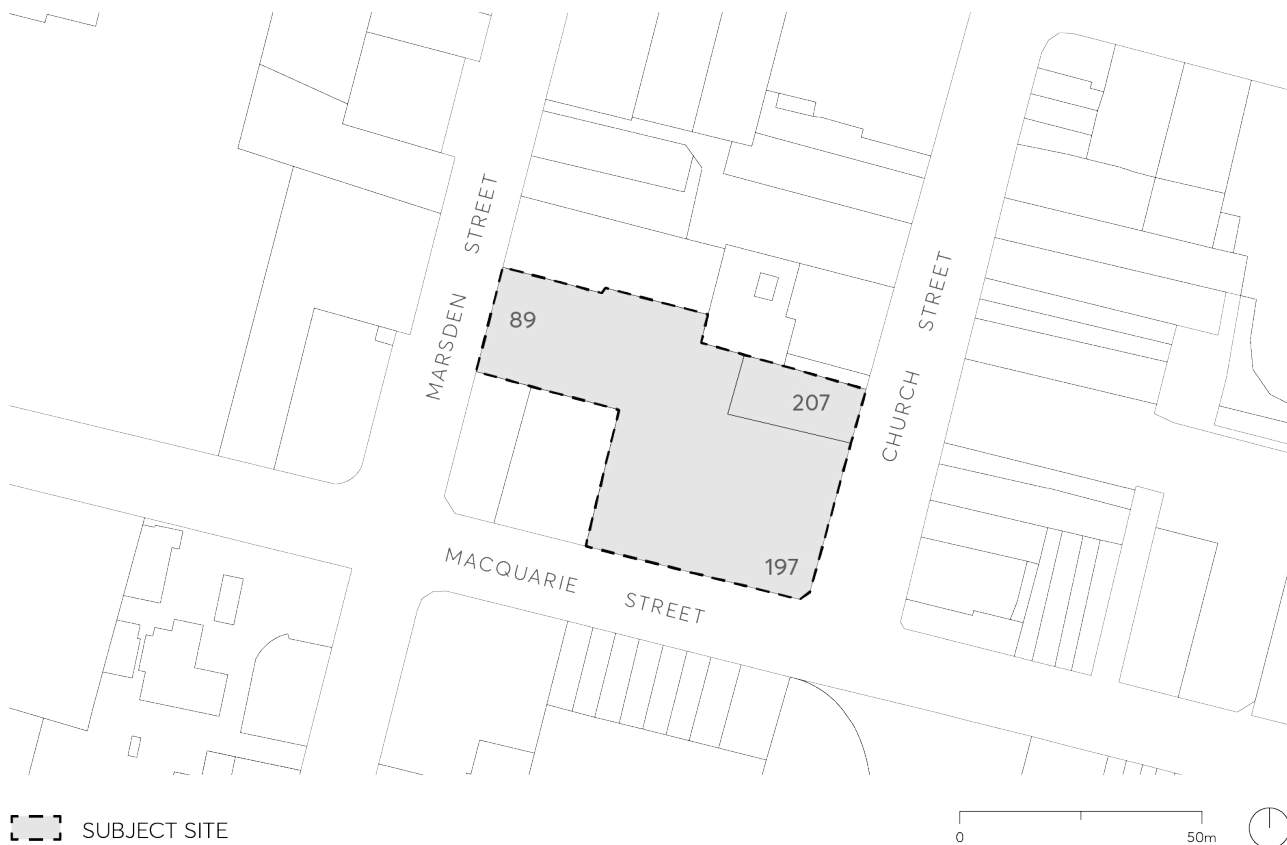 MARSDEN STREET
CHURCH STREET
89
207
197
MACQUARIE STREET
SUBJECT SITE
0 50m